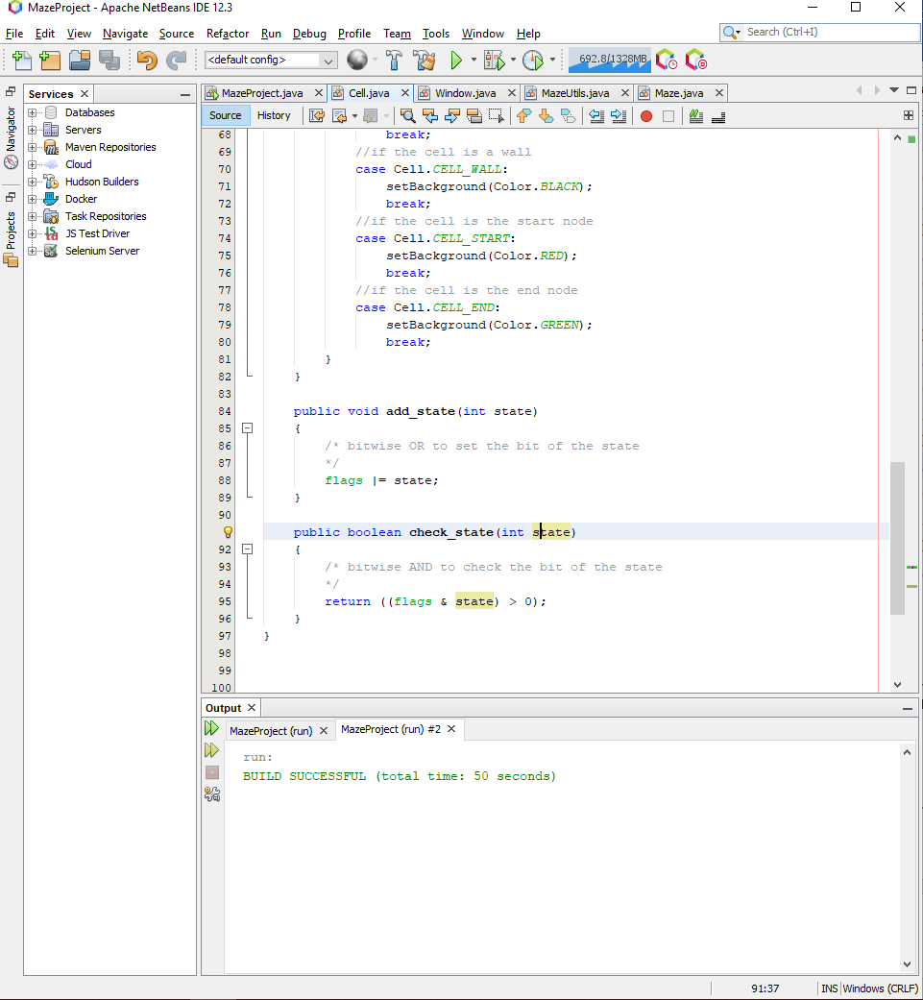 MazeProject - Apache NetBeans IDE 12.3
File Edit View Navigate Source Refactor Run Debug Profile Team Tools Window Help
Search (Ctrl+I)
<default config>
692.8/1328MB
Navigator
Projects
Services
Databases
Servers
Maven Repositories
Cloud
Hudson Builders
Docker
Task Repositories
JS Test Driver
Selenium Server
MazeProject.java Cell.java Window.java MazeUtils.java Maze.java
Source History
68 break;
69 //if the cell is a wall
70 case Cell.CELL_WALL:
71 setBackground(Color.BLACK);
72 break;
73 //if the cell is the start node
74 case Cell.CELL_START:
75 setBackground(Color.RED);
76 break;
77 //if the cell is the end node
78 case Cell.CELL_END:
79 setBackground(Color.GREEN);
80 break;
81 }
82 }
83
84 public void add_state(int state)
85 {
86 /* bitwise OR to set the bit of the state
87 */
88 flags |= state;
89 }
90
public boolean check_state(int state)
92 {
93 /* bitwise AND to check the bit of the state
94 */
95 return ((flags & state) > 0);
96 }
97 }
98
99
100
Output
MazeProject (run) MazeProject (run) #2
run:
BUILD SUCCESSFUL (total time: 50 seconds)
91:37 INS Windows (CRLF)